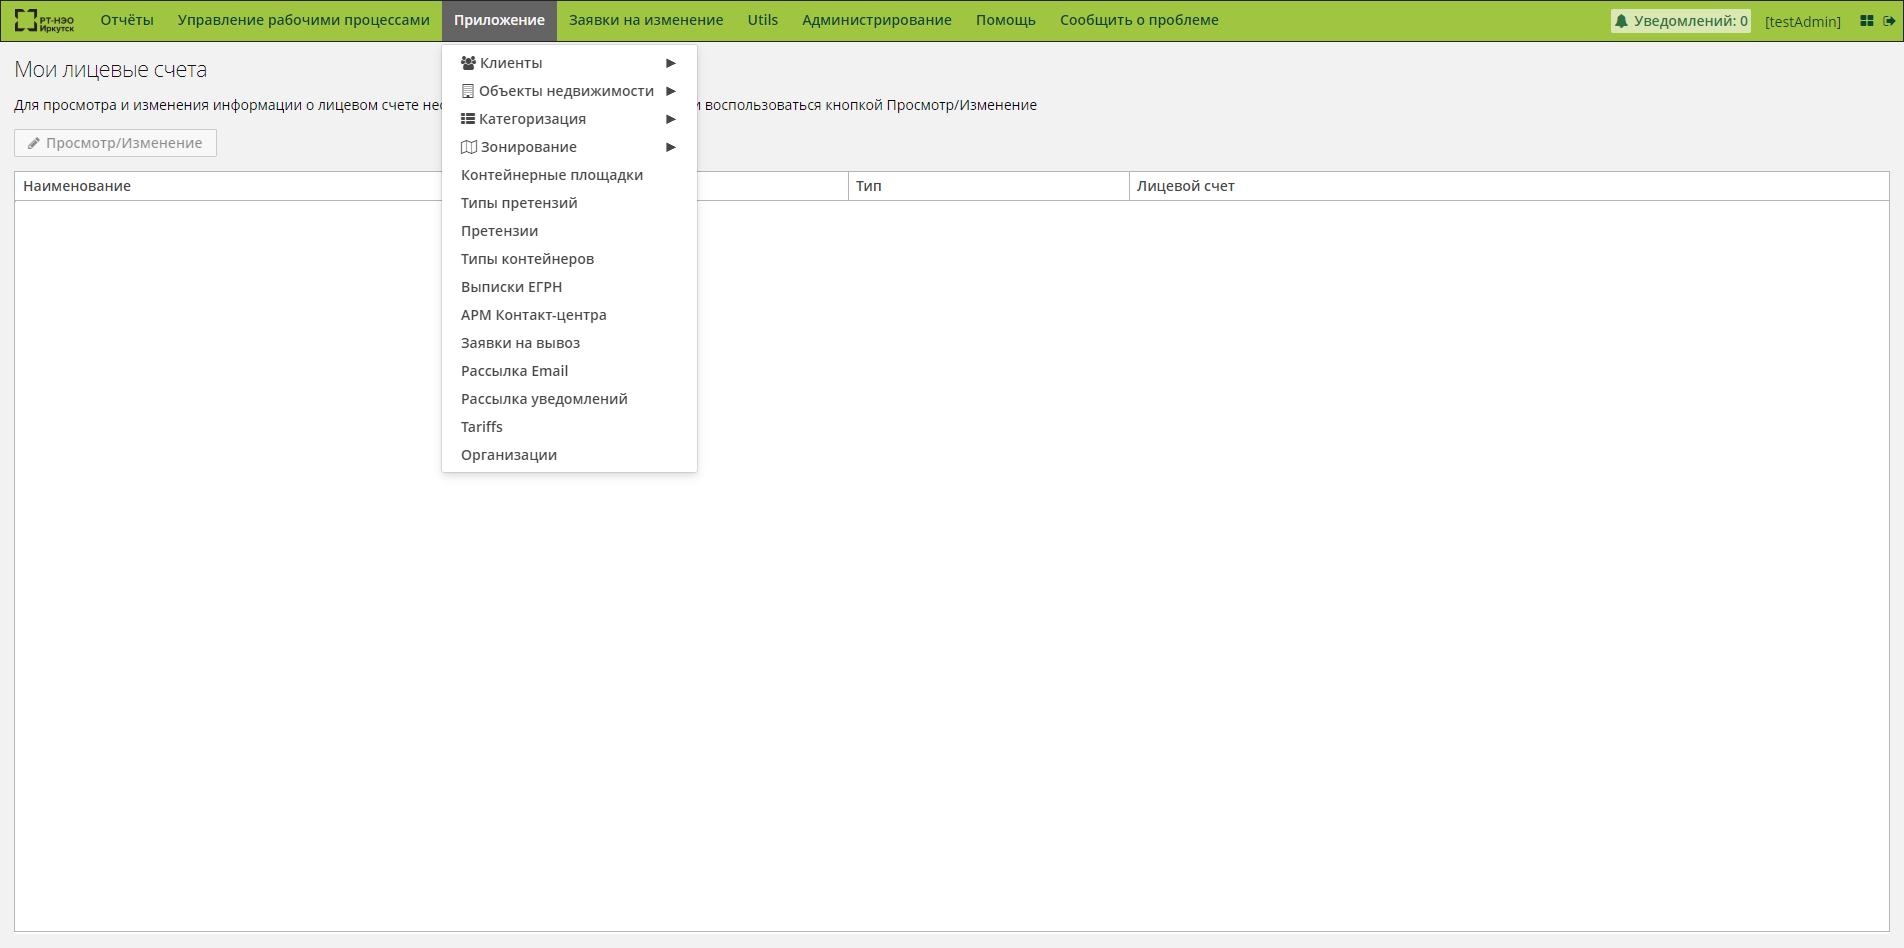 РТ-НЭО Иркутск
Отчёты Управление рабочими процессами Приложение Заявки на изменение Utils Администрирование Помощь Сообщить о проблеме Уведомлений: 0 [testAdmin]
Мои лицевые счета
Для просмотра и изменения информации о лицевом счете нео и воспользоваться кнопкой Просмотр/Изменение
Просмотр/Изменение
Наименование Тип Лицевой счет
Клиенты
Объекты недвижимости
Категоризация
Зонирование
Контейнерные площадки
Типы претензий
Претензии
Типы контейнеров
Выписки ЕГРН
АРМ Контакт-центра
Заявки на вывоз
Рассылка Email
Рассылка уведомлений
Tariffs
Организации